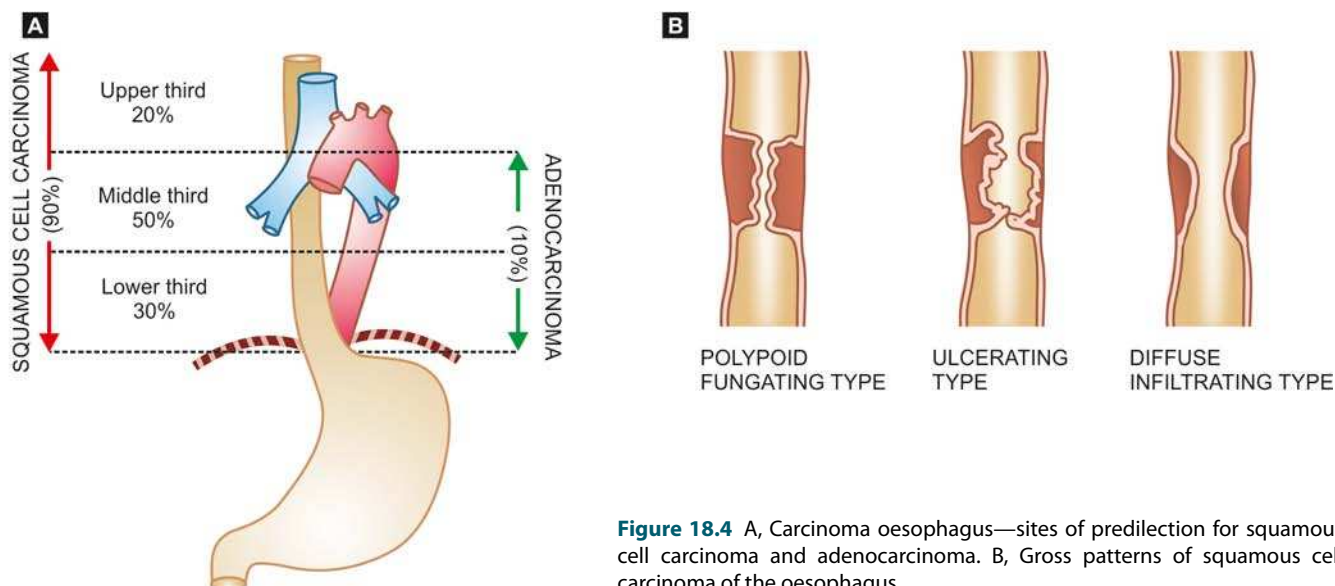 A
SQUAMOUS CELL CARCINOMA
(90%)
Upper third
20%
Middle third
50%
Lower third
30%
ADENOCARCINOMA
(10%)
B
POLYPOID
FUNGATING TYPE
ULCERATING
TYPE
DIFFUSE
INFILTRATING TYPE
Figure 18.4 A, Carcinoma oesophagus—sites of predilection for squamou
cell carcinoma and adenocarcinoma. B, Gross patterns of squamous cel
carcinoma of the oesophagus